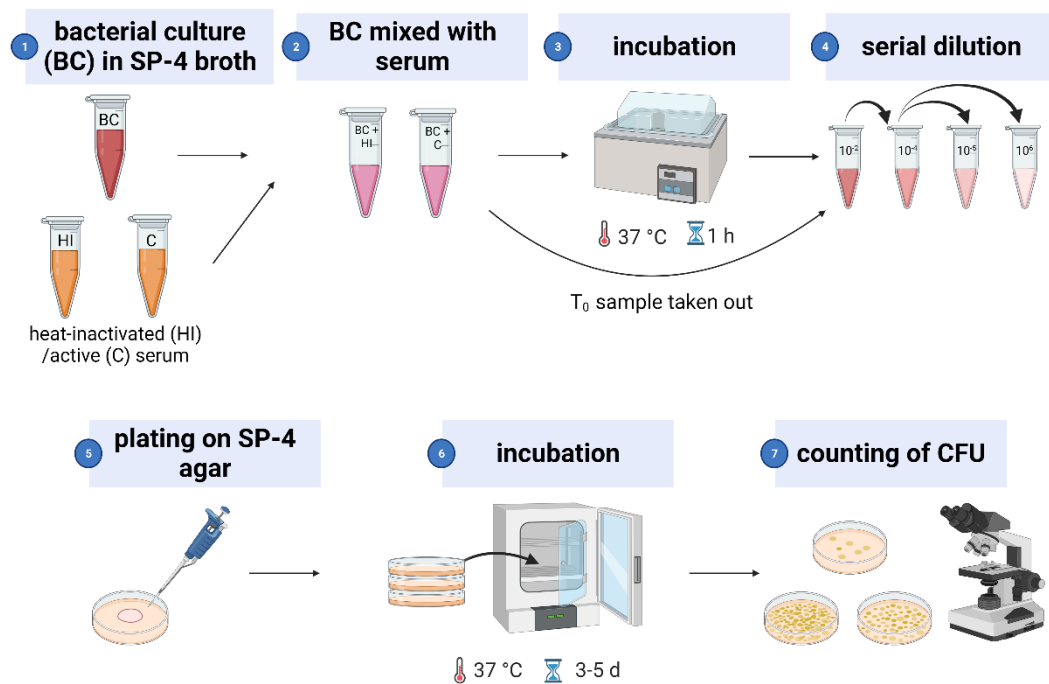 1
bacterial culture
(BC) in SP-4 broth
2
BC mixed with
serum
3
incubation
4
serial dilution
BC
HI
C
heat-inactivated (HI)
/active (C) serum
BC +
HI
BC +
C
37 °C
1 h
T₀ sample taken out
10⁻²
10⁻⁴
10⁻⁵
10⁶
5
plating on SP-4
agar
6
incubation
7
counting of CFU
37 °C
3-5 d